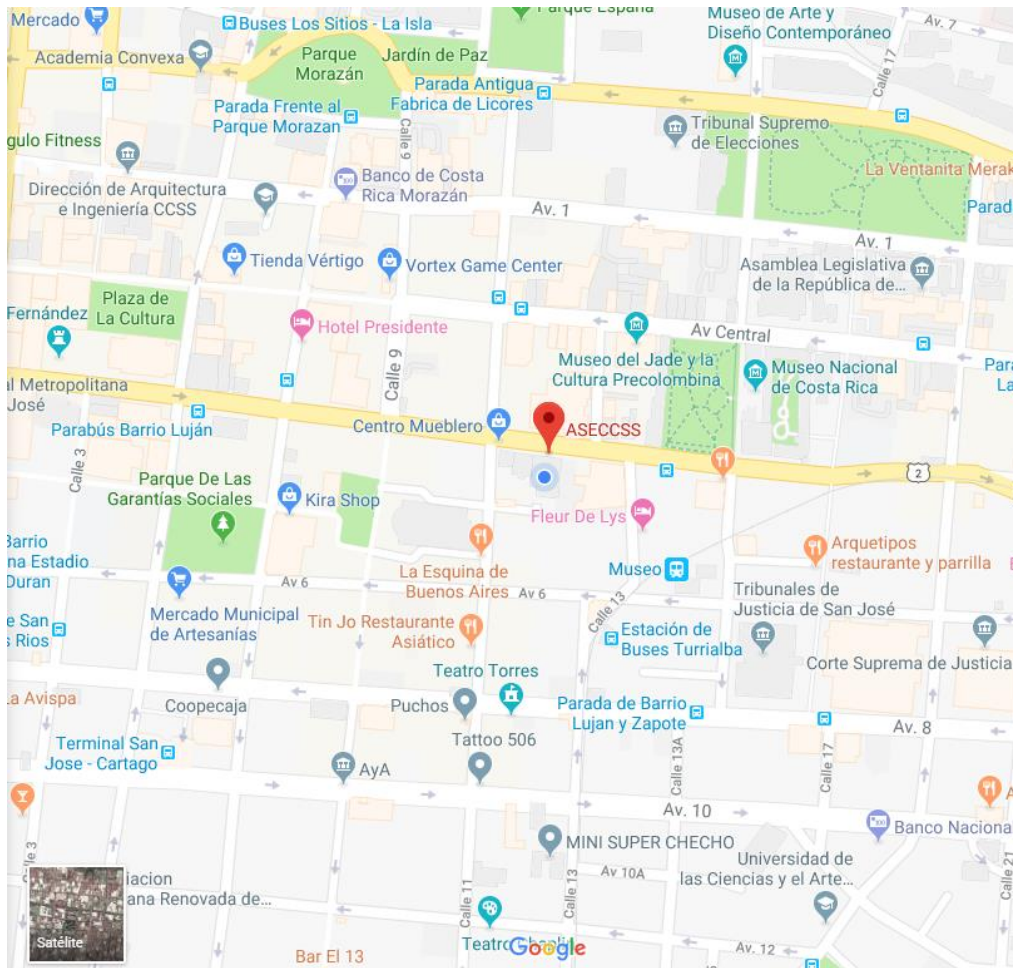 Mercado
Buses Los Sitios - La Isla
Parque España
Museo de Arte y
Diseño Contemporáneo
Av. 7
Academia Convexa
Parque
Morazán
Jardín de Paz
Calle 17
Parada Antigua
Fabrica de Licores
Parada Frente al
Parque Morazan
Calle 9
Tribunal Supremo
de Elecciones
gulo Fitness
La Ventanita Merak
Banco de Costa
Rica Morazán
Dirección de Arquitectura
e Ingeniería CCSS
Parad
Av. 1
Av. 1
Tienda Vértigo
Vortex Game Center
Asamblea Legislativa
de la República de...
Plaza de
La Cultura
Fernández
Hotel Presidente
Av Central
Calle 9
Museo del Jade y la
Cultura Precolombina
Museo Nacional
de Costa Rica
Para
La
al Metropolitana
José
Parabús Barrio Luján
Centro Mueblero
ASECCSS
Calle 3
2
Parque De Las
Garantías Sociales
Kira Shop
Fleur De Lys
Barrio
na Estadio
Duran
Arquetipos
restaurante y parrilla
La Esquina de
Buenos Aires
Museo
Av 6
Av 6
Tribunales de
Justicia de San José
Mercado Municipal
de Artesanías
Calle 13
e San
s Rios
Tin Jo Restaurante
Asiático
Estación de
Buses Turrialba
Corte Suprema de Justicia
Teatro Torres
La Avispa
Coopecaja
Puchos
Parada de Barrio
Lujan y Zapote
Av. 8
Tattoo 506
Terminal San
Jose - Cartago
Calle 13A
Calle 17
AyA
Av. 10
Banco Naciona
MINI SUPER CHECHO
Calle 3
Universidad de
las Ciencias y el Arte...
Av 10A
Calle 21
iacion
ana Renovada de...
Calle 11
Calle 13
Satélite
Teatro
Google
Av. 12
Bar El 13